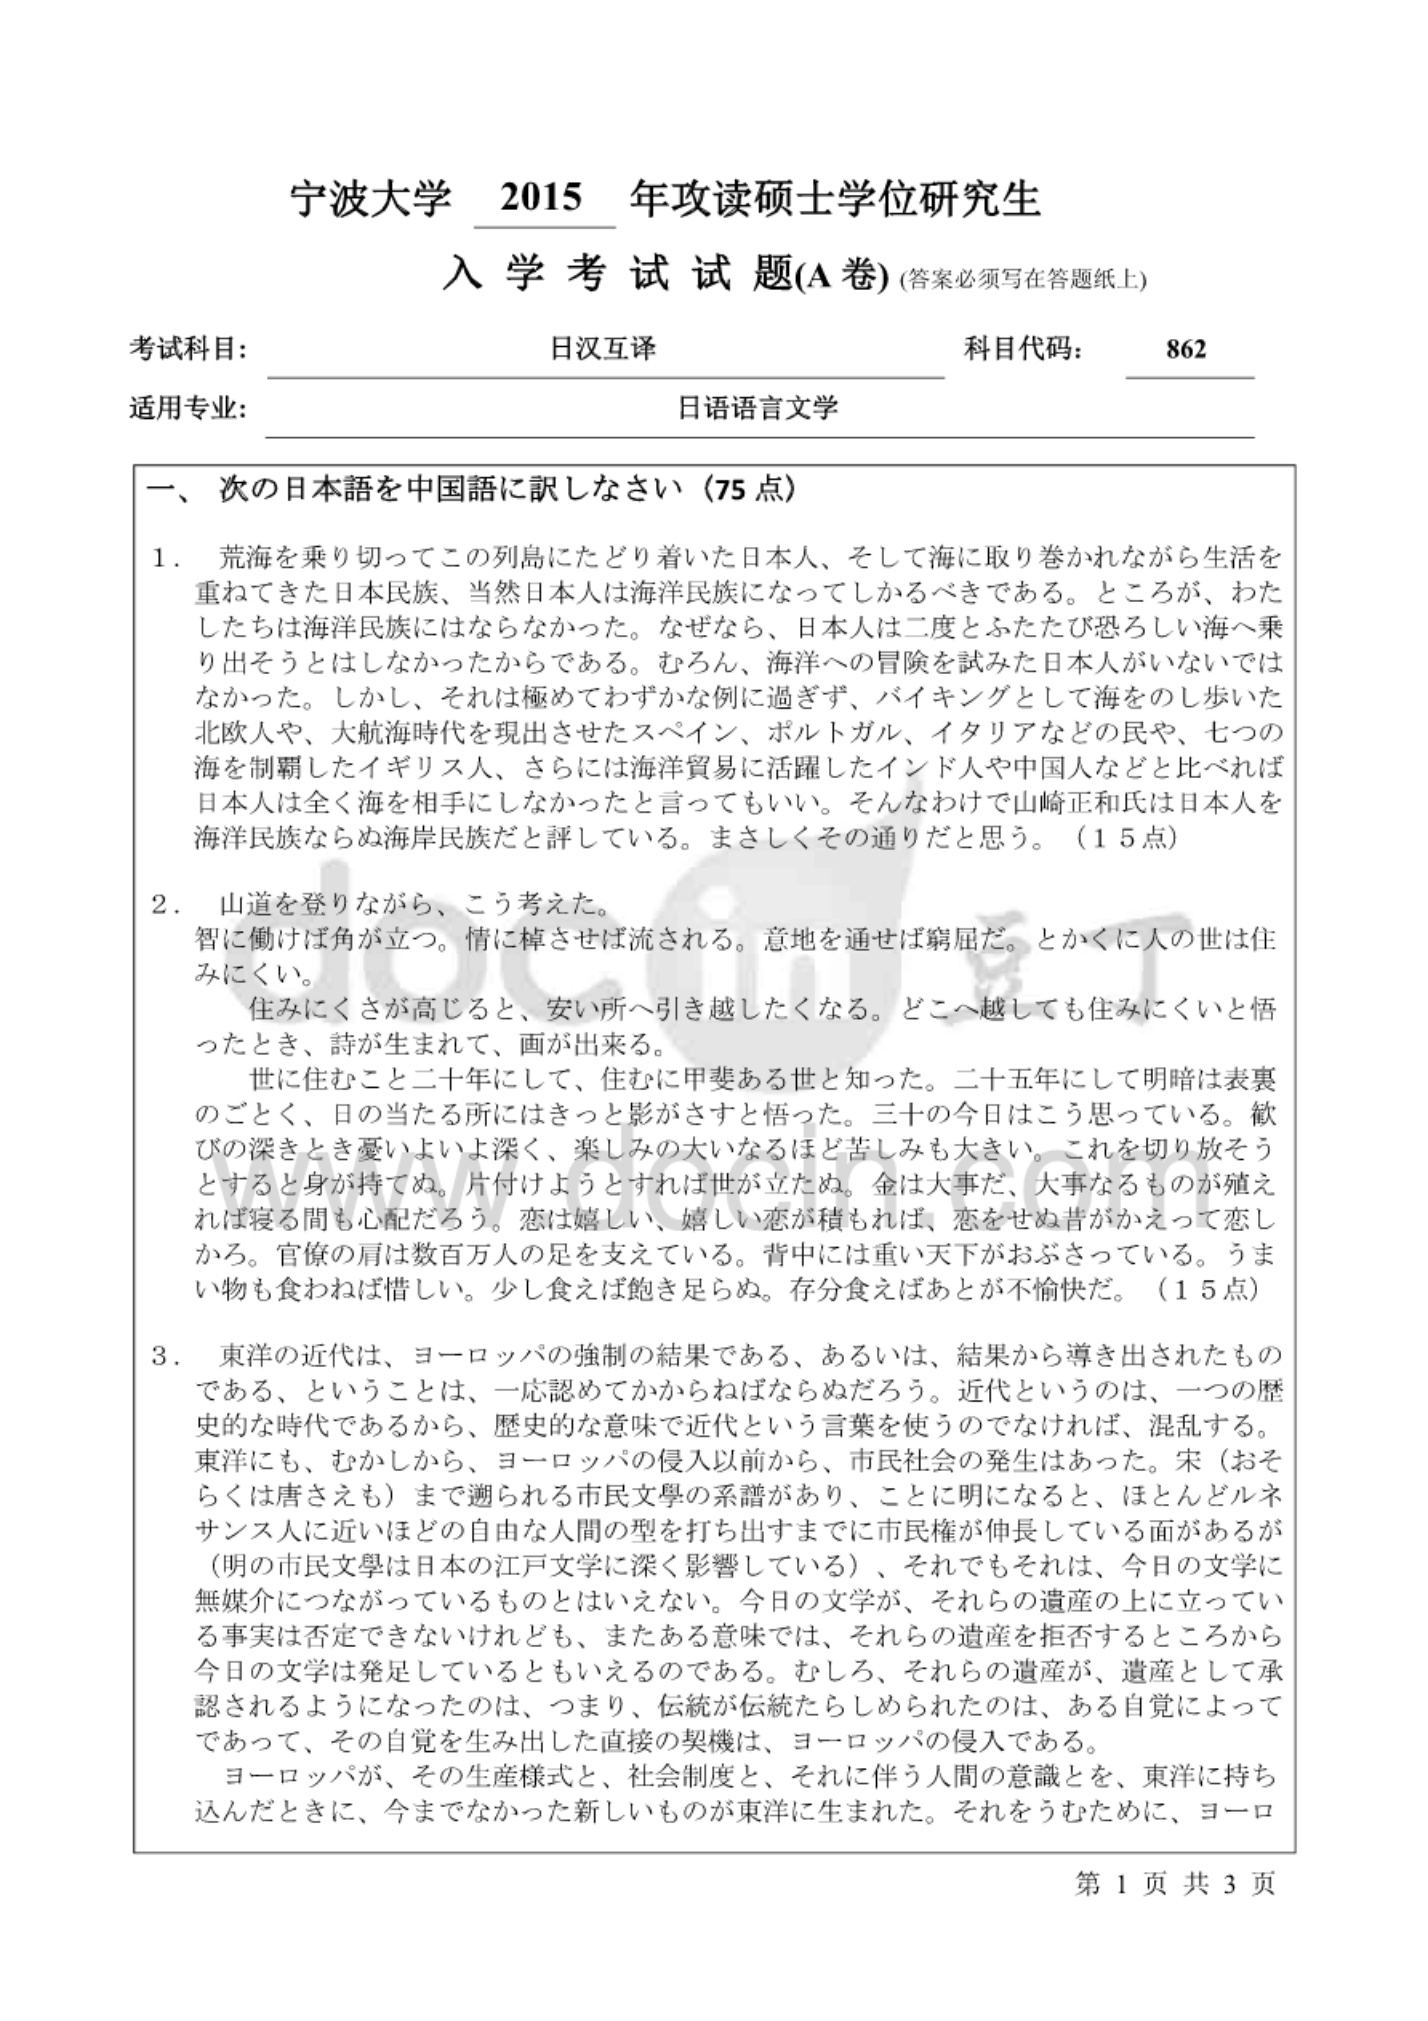 宁波大学 2015 年攻读硕士学位研究生
入 学 考 试 试 题(A 卷) (答案必须写在答题纸上)
考试科目: 日汉互译 科目代码: 862
适用专业: 日语语言文学
一、 次の日本語を中国語に訳しなさい（75 点）
１． 荒海を乗り切ってこの列島にたどり着いた日本人、そして海に取り巻かれながら生活を
重ねてきた日本民族、当然日本人は海洋民族になってしかるべきである。ところが、わた
したちは海洋民族にはならなかった。なぜなら、日本人は二度とふたたび恐ろしい海へ乗
り出そうとはしなかったからである。むろん、海洋への冒険を試みた日本人がいないでは
なかった。しかし、それは極めてわずかな例に過ぎず、バイキングとして海をのし歩いた
北欧人や、大航海時代を現出させたスペイン、ポルトガル、イタリアなどの民や、七つの
海を制覇したイギリス人、さらには海洋貿易に活躍したインド人や中国人などと比べれば
日本人は全く海を相手にしなかったと言ってもいい。そんなわけで山崎正和氏は日本人を
海洋民族ならぬ海岸民族だと評している。まさしくその通りだと思う。（１５点）
２． 山道を登りながら、こう考えた。
智に働けば角が立つ。情に棹させば流される。意地を通せば窮屈だ。とかくに人の世は住
みにくい。
住みにくさが高じると、安い所へ引き越したくなる。どこへ越しても住みにくいと悟
ったとき、詩が生まれて、画が出来る。
世に住むこと二十年にして、住むに甲斐ある世と知った。二十五年にして明暗は表裏
のごとく、日の当たる所にはきっと影がさすと悟った。三十の今日はこう思っている。歓
びの深きとき憂いよいよ深く、楽しみの大いなるほど苦しみも大きい。これを切り放そう
とすると身が持てぬ。片付けようとすれば世が立たぬ。金は大事だ、大事なるものが殖え
れば寝る間も心配だろう。恋は嬉しい、嬉しい恋が積もれば、恋をせぬ昔がかえって恋し
かろ。官僚の肩は数百万人の足を支えている。背中には重い天下がおぶさっている。うま
い物も食わねば惜しい。少し食えば飽き足らぬ。存分食えばあとが不愉快だ。（１５点）
３． 東洋の近代は、ヨーロッパの強制の結果である、あるいは、結果から導き出されたもの
である、ということは、一応認めてかからねばならぬだろう。近代というのは、一つの歴
史的な時代であるから、歴史的な意味で近代という言葉を使うのでなければ、混乱する。
東洋にも、むかしから、ヨーロッパの侵入以前から、市民社会の発生はあった。宋（おそ
らくは唐さえも）まで遡られる市民文學の系譜があり、ことに明になると、ほとんどルネ
サンス人に近いほどの自由な人間の型を打ち出すまでに市民権が伸長している面があるが
（明の市民文學は日本の江戸文学に深く影響している）、それでもそれは、今日の文学に
無媒介につながっているものとはいえない。今日の文学が、それらの遺産の上に立ってい
る事実は否定できないけれども、またある意味では、それらの遺産を拒否するところから
今日の文学は発足しているともいえるのである。むしろ、それらの遺産が、遺産として承
認されるようになったのは、つまり、伝統が伝統たらしめられたのは、ある自覚によって
であって、その自覚を生み出した直接の契機は、ヨーロッパの侵入である。
ヨーロッパが、その生産様式と、社会制度と、それに伴う人間の意識とを、東洋に持ち
込んだときに、今までなかった新しいものが東洋に生まれた。それをうむために、ヨーロ
第 1 页 共 3 页
docin 豆丁
www.docin.com